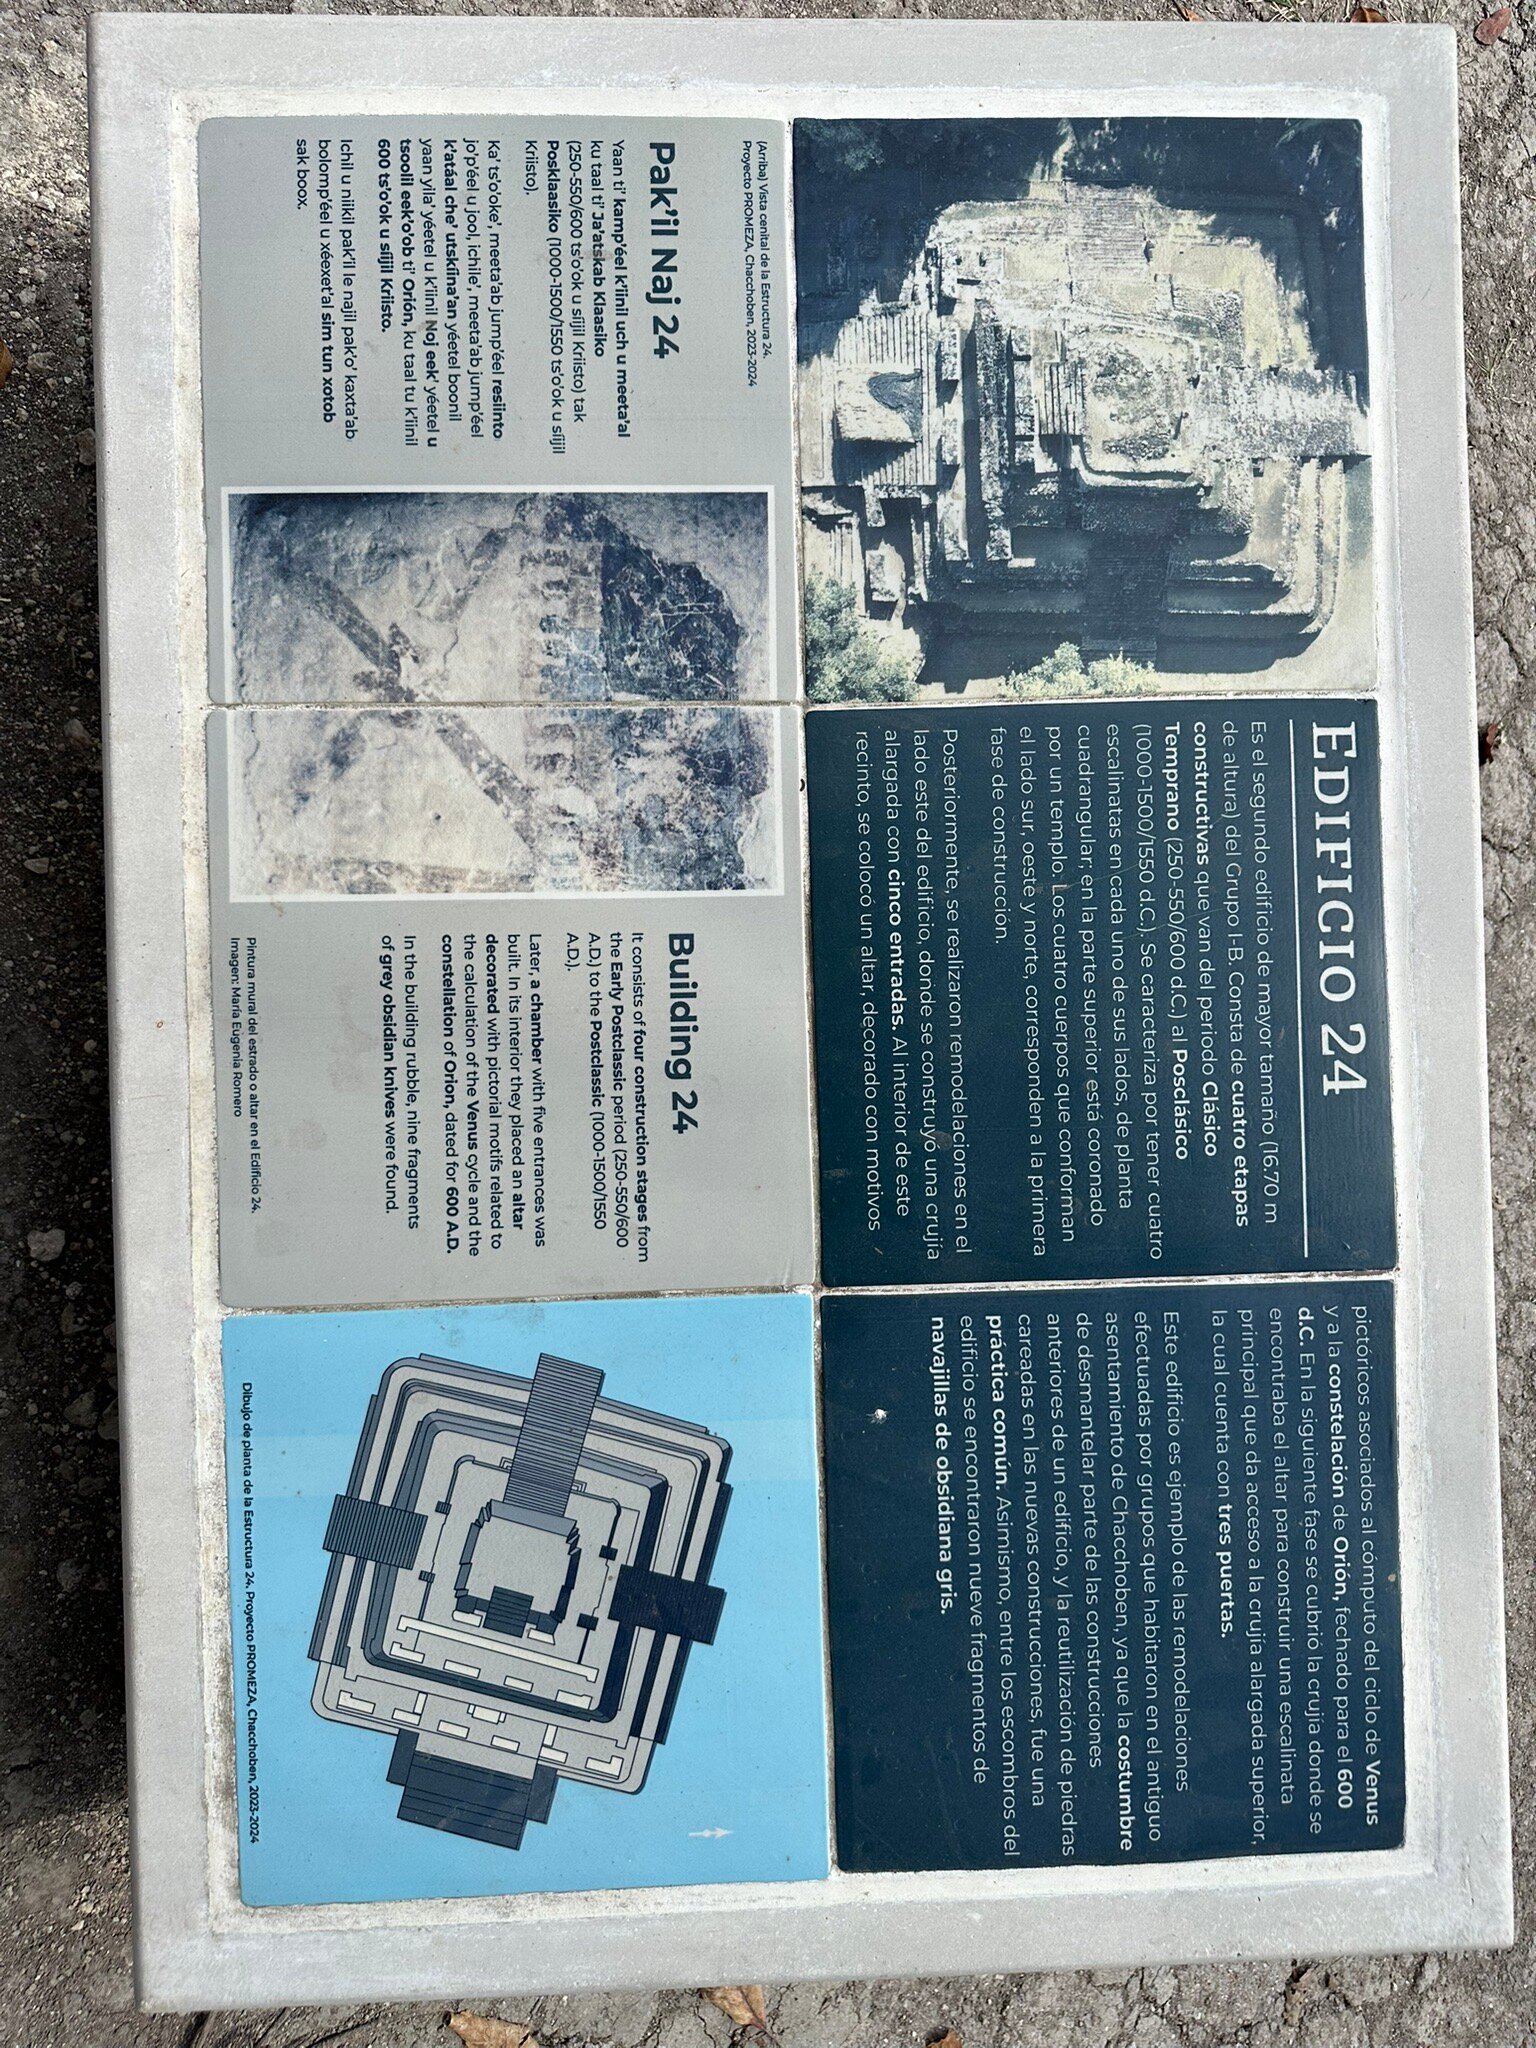 EDIFICIO 24
Es el segundo edificio de mayor tamaño (16.70 m
de altura) del Grupo I-B. Consta de cuatro etapas
constructivas que van del periodo Clásico
Temprano (250-550/600 d.C.) al Posclásico
(1000-1500/1550 d.C.). Se caracteriza por tener cuatro
escalinatas en cada uno de sus lados, de planta
cuadrangular, en la parte superior está coronado
por un templo. Los cuatro cuerpos que conforman
el lado sur, oeste y norte, corresponden a la primera
fase de construcción.
Posteriormente, se realizaron remodelaciones en el
lado este del edificio, donde se construyó una crujía
alargada con cinco entradas. Al interior de este
recinto, se colocó un altar, decorado con motivos
pictóricos asociados al cómputo del ciclo de Venus
y a la constelación de Orión, fechado para el 600
d.C. En la siguiente fase se cubrió la crujía donde se
encontraba el altar para construir una escalinata
principal que da acceso a la crujía alargada superior,
la cual cuenta con tres puertas.
Este edificio es ejemplo de las remodelaciones
efectuadas por grupos que habitaron en el antiguo
asentamiento de Chacchoben, ya que la costumbre
de desmantelar parte de las construcciones
anteriores de un edificio, y la reutilización de piedras
careadas en las nuevas construcciones, fue una
práctica común. Asimismo, entre los escombros del
edificio se encontraron nueve fragmentos de
navajillas de obsidiana gris.
(Arriba) Vista cenital de la Estructura 24.
Proyecto PROMEZA, Chacchoben, 2023-2024
Pak'il Naj 24
Yaan ti' kamp'éel k'iinil uch u meeta'al
ku taal ti' Ja'atskab Klaasiko
(250-550/600 ts'o'ok u síijil Kriisto) tak
Posklaasiko (1000-1500/1550 ts'o'ok u síijil
Kriisto).
Ka' ts'o'oke', meeta'ab jump'éel resiinto
jo'p'éel u jool, ichile', meeta'ab jump'éel
k'atáal che' utskíina'an yéetel boonil
yaan yila' yéetel u k'iinil Noj eek' yéetel u
tsoolil eek'o'ob ti' Orión, ku taal tu k'iinil
600 ts'o'ok u síijil Kriisto.
Ichil u niikil pak'il le najil pak'o' kaxta'ab
bolomp'éel u xéexet'al sim tun xotob
sak boox.
Building 24
It consists of four construction stages from
the Early Postclassic period (250-550/600
A.D.) to the Postclassic (1000-1500/1550
A.D.).
Later, a chamber with five entrances was
built. In its interior they placed an altar
decorated with pictorial motifs related to
the calculation of the Venus cycle and the
constellation of Orion, dated for 600 A.D.
In the building rubble, nine fragments
of grey obsidian knives were found.
Pintura mural del estrado o altar en el Edificio 24.
Imagen: María Eugenia Romero
Dibujo de planta de la Estructura 24. Proyecto PROMEZA, Chacchoben, 2023-2024